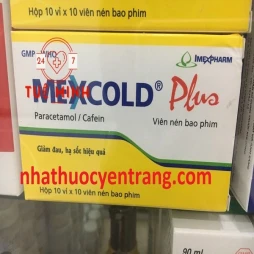 Hộp 10 vỉ x 10 viên nén bao phim
GMP - WHO
IMEXPHARM
24 7
MEXCOLD® Plus
Paracetamol / Cafein
Viên nén bao phim
Giảm đau, hạ sốt hiệu quả
nhathuocyentrang.com
Hộp 10 vỉ x 10 viên nén bao phim
90 ml